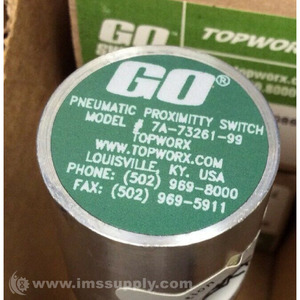 GO®
PNEUMATIC PROXIMITTY SWITCH
MODEL # 7A-73261-99
TOPWORX
WWW.TOPWORX.COM
LOUISVILLE, KY. USA
PHONE: (502) 969-8000
FAX: (502) 969-5911
TOPWORX
© www.imssupply.com